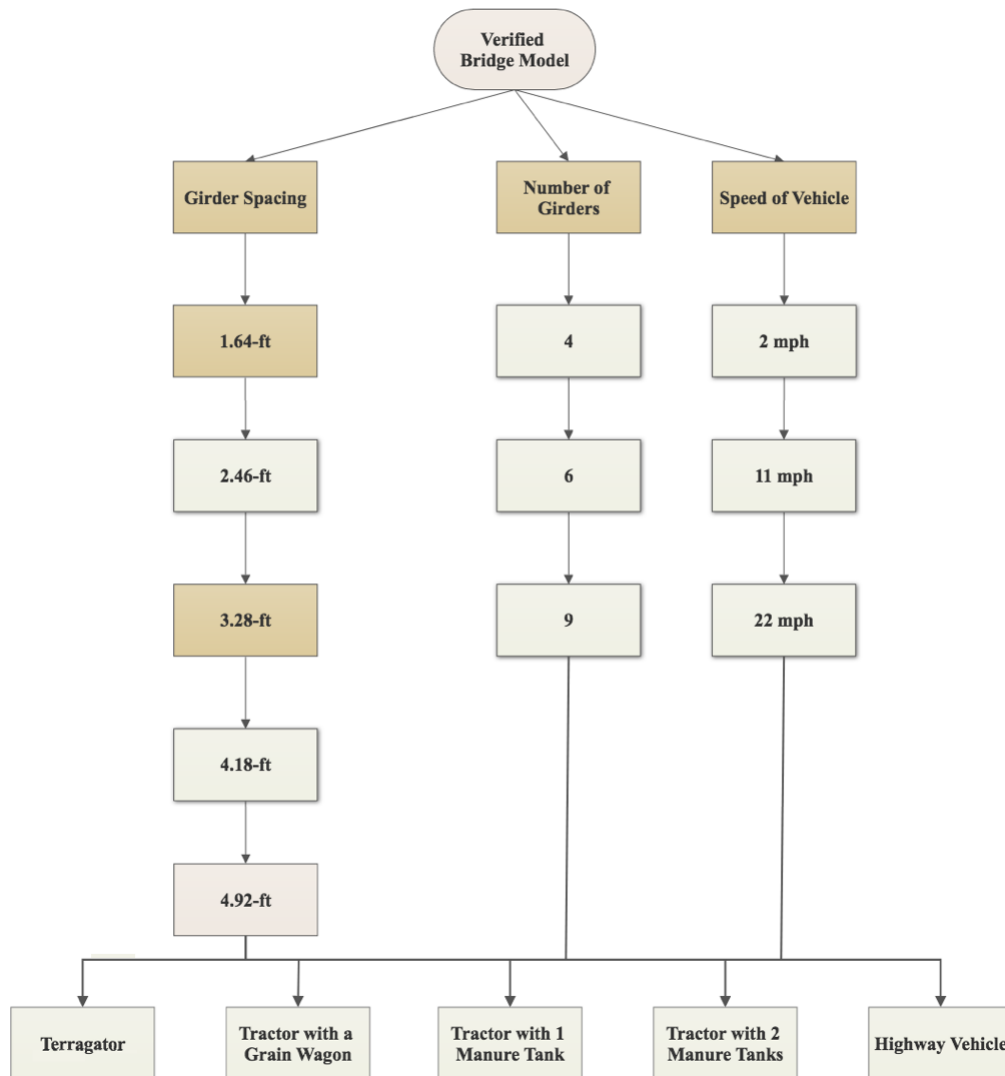 Verified
Bridge Model
Girder Spacing
Number of
Girders
Speed of Vehicle
1.64-ft
4
2 mph
2.46-ft
6
11 mph
3.28-ft
9
22 mph
4.18-ft
4.92-ft
Terragator
Tractor with a
Grain Wagon
Tractor with 1
Manure Tank
Tractor with 2
Manure Tanks
Highway Vehicle